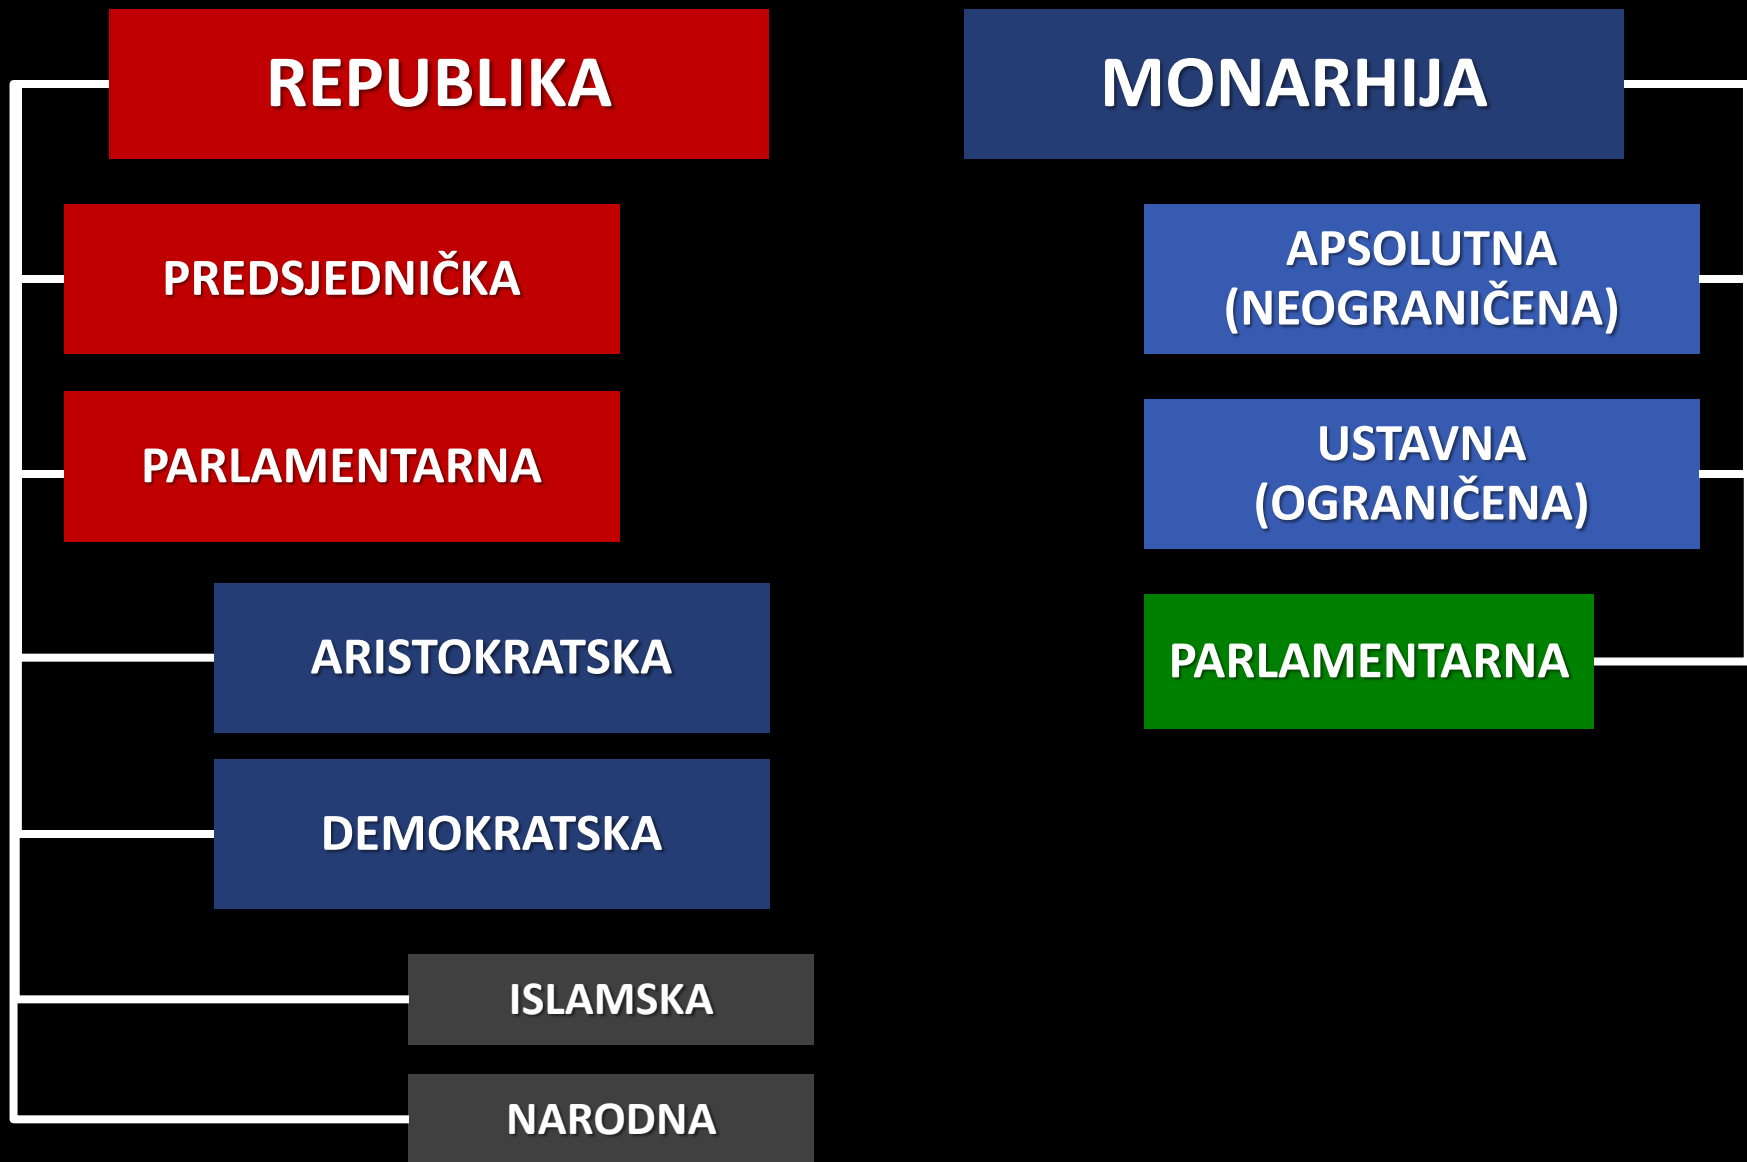 REPUBLIKA
PREDSJEDNIČKA
PARLAMENTARNA
ARISTOKRATSKA
DEMOKRATSKA
ISLAMSKA
NARODNA
MONARHIJA
APSOLUTNA
(NEOGRANIČENA)
USTAVNA
(OGRANIČENA)
PARLAMENTARNA